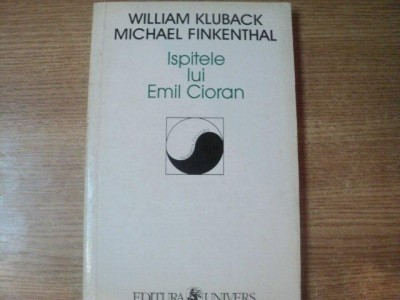 WILLIAM KLUBACK
MICHAEL FINKENTHAL
Ispitele
lui
Emil Cioran
EDITURA UNIVERS